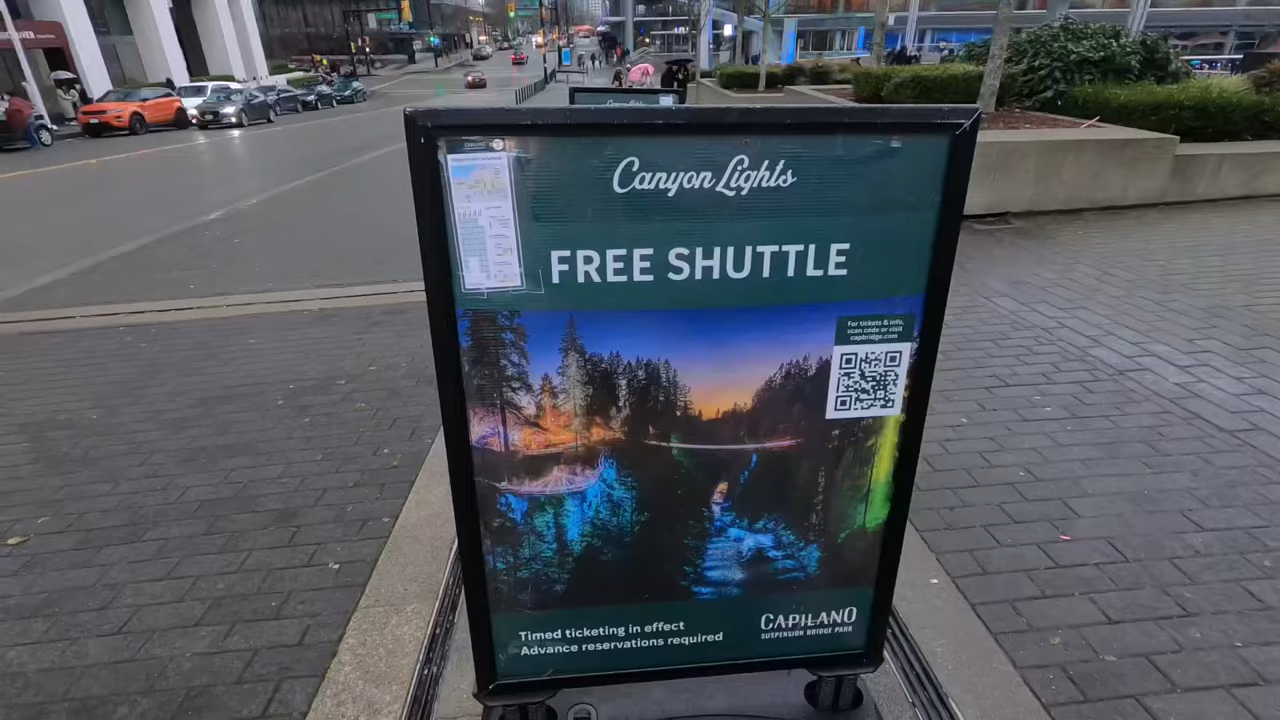 Canyon Lights
FREE SHUTTLE
For tickets & info,
scan code or visit
capbridge.com
Timed ticketing in effect
Advance reservations required
CAPILANO
SUSPENSION BRIDGE PARK